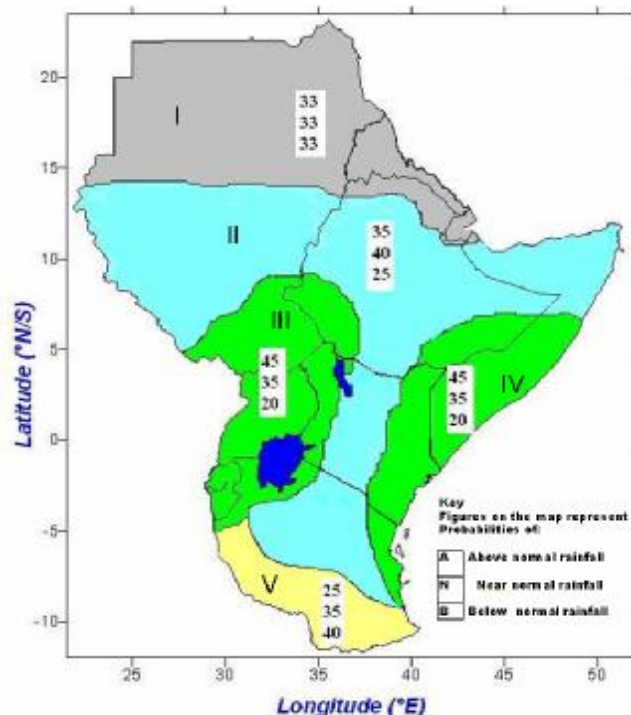 20
15
10
5
0
-5
-10
Latitude (°N/S)
I
33
33
33
II
35
40
25
III
45
35
20
IV
45
35
20
V
25
35
40
Key
Figures on the map represent
Probabilities of:
A Above normal rainfall
N Near normal rainfall
B Below normal rainfall
25
30
35
40
45
50
Longitude (°E)